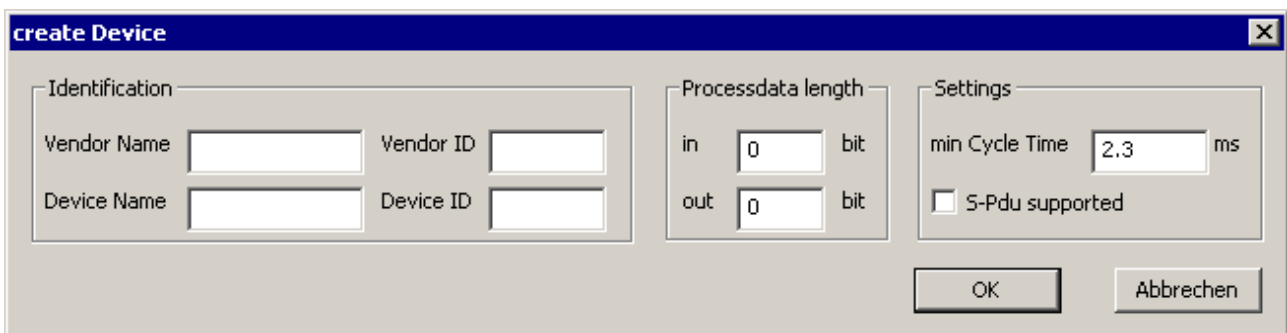 create Device
Identification
Vendor Name
Vendor ID
Device Name
Device ID
Processdata length
in 0 bit
out 0 bit
Settings
min Cycle Time 2.3 ms
S-Pdu supported
OK
Abbrechen